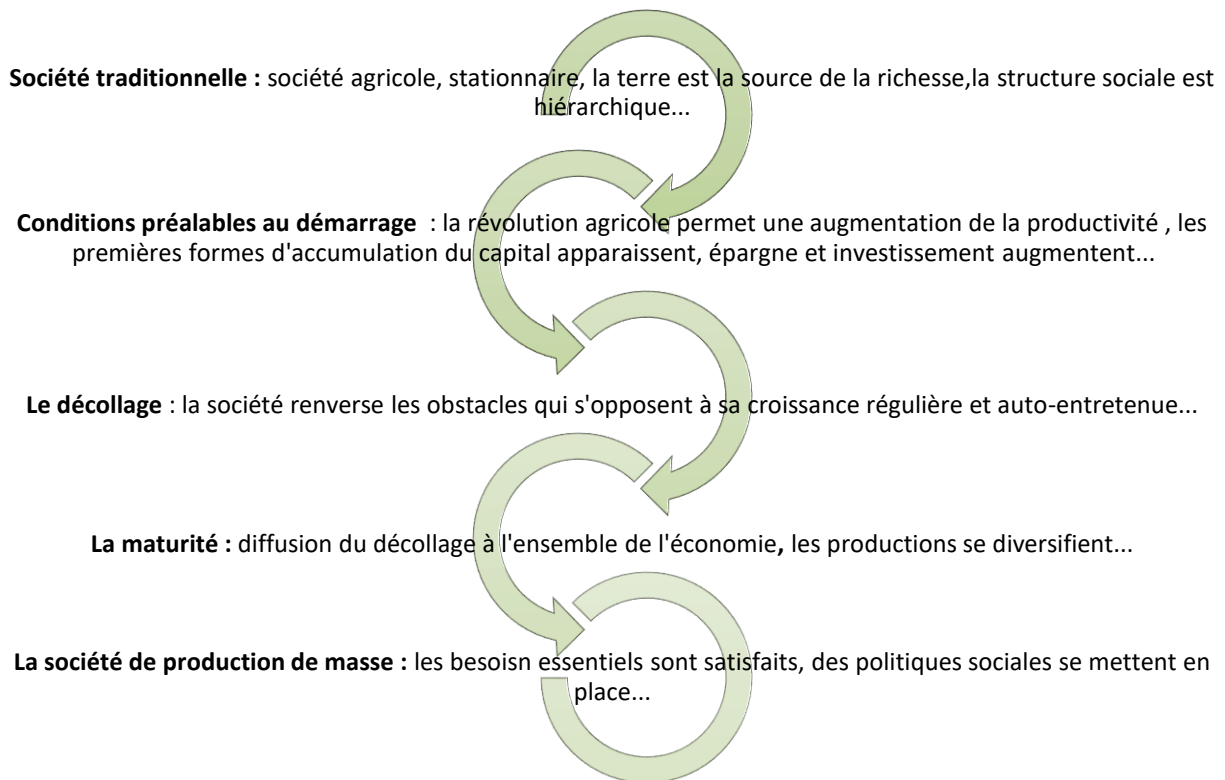 Société traditionnelle : société agricole, stationnaire, la terre est la source de la richesse,la structure sociale est
hiérarchique...
Conditions préalables au démarrage  : la révolution agricole permet une augmentation de la productivité , les
premières formes d'accumulation du capital apparaissent, épargne et investissement augmentent...
Le décollage : la société renverse les obstacles qui s'opposent à sa croissance régulière et auto-entretenue...
La maturité : diffusion du décollage à l'ensemble de l'économie, les productions se diversifient...
La société de production de masse : les besoisn essentiels sont satisfaits, des politiques sociales se mettent en
place...